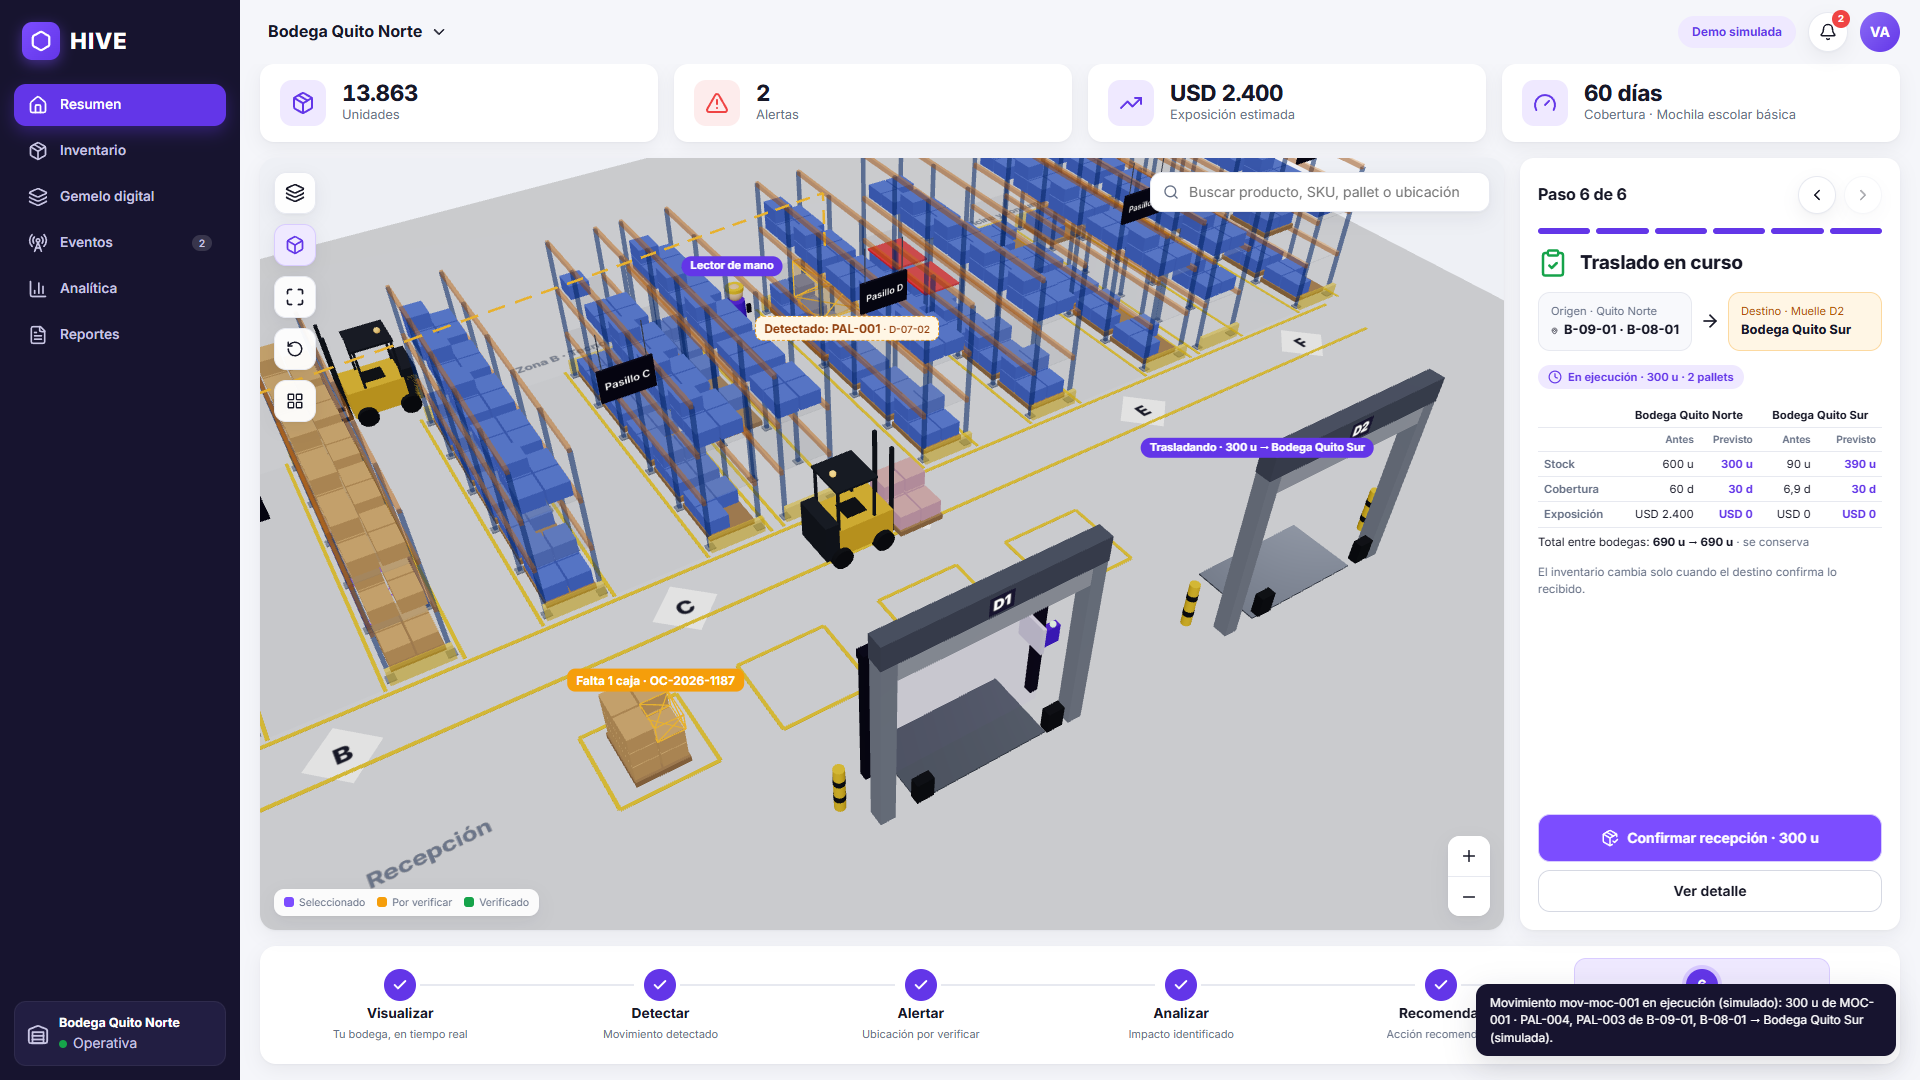 HIVE
Resumen
Inventario
Gemelo digital
Eventos
2
Analítica
Reportes
Bodega Quito Norte
Operativa
Bodega Quito Norte
Demo simulada
2
VA
13.863
Unidades
2
Alertas
USD 2.400
Exposición estimada
60 días
Cobertura · Mochila escolar básica
Buscar producto, SKU, pallet o ubicación
Lector de mano
Pasillo D
Detectado: PAL-001 · D-07-02
Zona B ·
Pasillo C
F
E
D2
Trasladando · 300 u → Bodega Quito Sur
D1
C
Falta 1 caja · OC-2026-1187
B
Recepción
Seleccionado
Por verificar
Verificado
Paso 6 de 6
Traslado en curso
Origen · Quito Norte
B-09-01 · B-08-01
Destino · Muelle D2
Bodega Quito Sur
En ejecución · 300 u · 2 pallets
Bodega Quito Norte Bodega Quito Sur
Antes Previsto Antes Previsto
Stock 600 u 300 u 90 u 390 u
Cobertura 60 d 30 d 6,9 d 30 d
Exposición USD 2.400 USD 0 USD 0 USD 0
Total entre bodegas: 690 u → 690 u · se conserva
El inventario cambia solo cuando el destino confirma lo
recibido.
Confirmar recepción · 300 u
Ver detalle
Visualizar
Tu bodega, en tiempo real
Detectar
Movimiento detectado
Alertar
Ubicación por verificar
Analizar
Impacto identificado
Recomenda
Acción recomend
Movimiento mov-moc-001 en ejecución (simulado): 300 u de MOC-
001 · PAL-004, PAL-003 de B-09-01, B-08-01 → Bodega Quito Sur
(simulada).